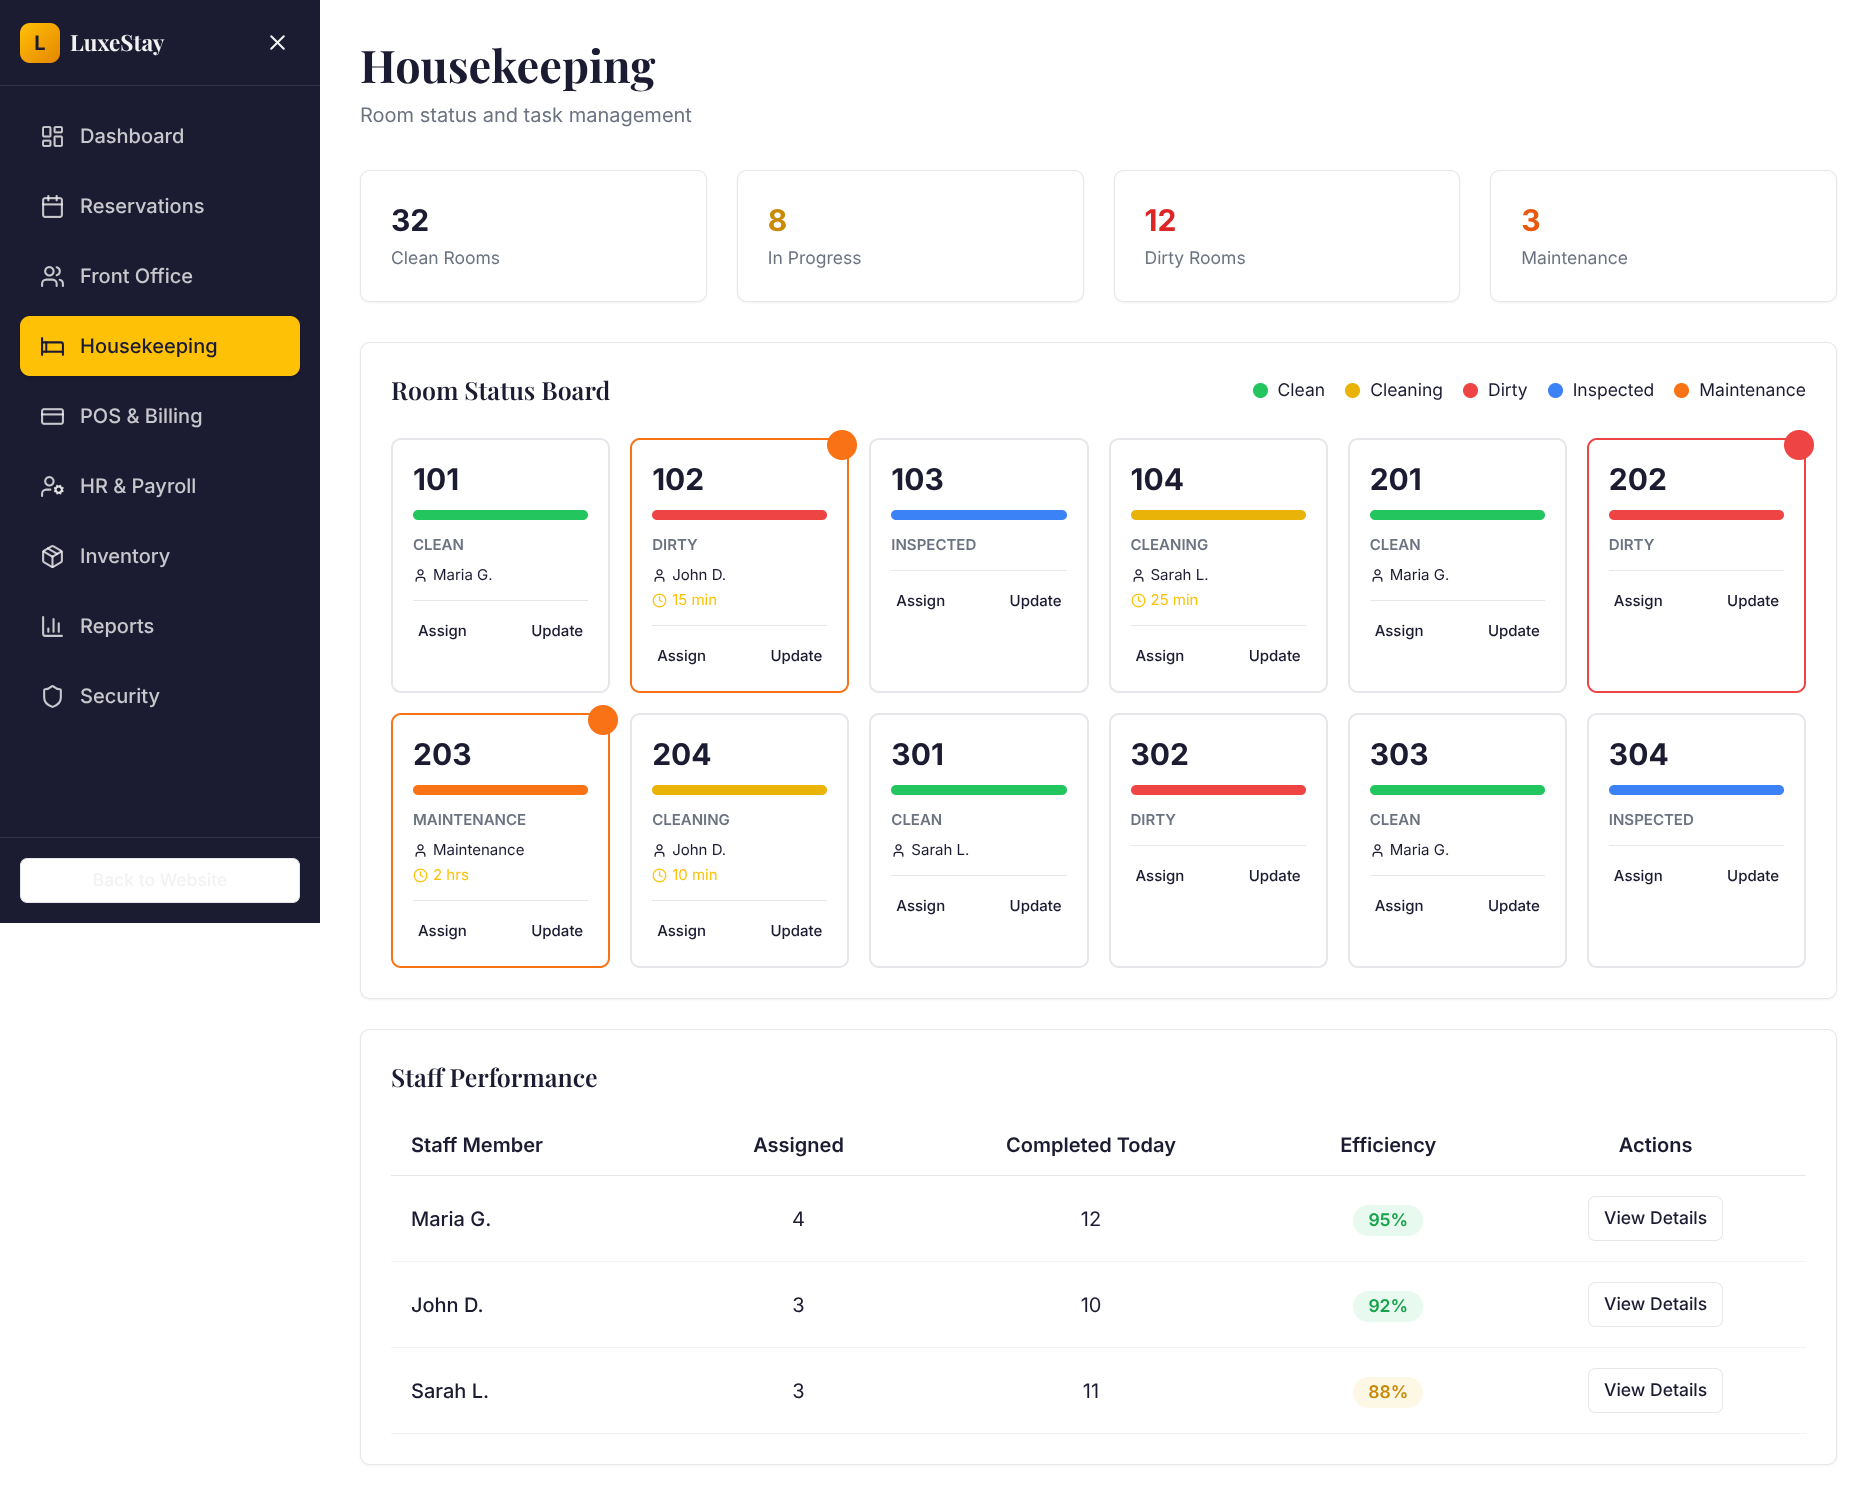 L LuxeStay
Dashboard
Reservations
Front Office
Housekeeping
POS & Billing
HR & Payroll
Inventory
Reports
Security
Back to Website
Housekeeping
Room status and task management
32
Clean Rooms
8
In Progress
12
Dirty Rooms
3
Maintenance
Room Status Board
Clean Cleaning Dirty Inspected Maintenance
101
CLEAN
Maria G.
Assign Update
102
DIRTY
John D.
15 min
Assign Update
103
INSPECTED
Assign Update
104
CLEANING
Sarah L.
25 min
Assign Update
201
CLEAN
Maria G.
Assign Update
202
DIRTY
Assign Update
203
MAINTENANCE
Maintenance
2 hrs
Assign Update
204
CLEANING
John D.
10 min
Assign Update
301
CLEAN
Sarah L.
Assign Update
302
DIRTY
Assign Update
303
CLEAN
Maria G.
Assign Update
304
INSPECTED
Assign Update
Staff Performance
Staff Member Assigned Completed Today Efficiency Actions
Maria G. 4 12 95% View Details
John D. 3 10 92% View Details
Sarah L. 3 11 88% View Details